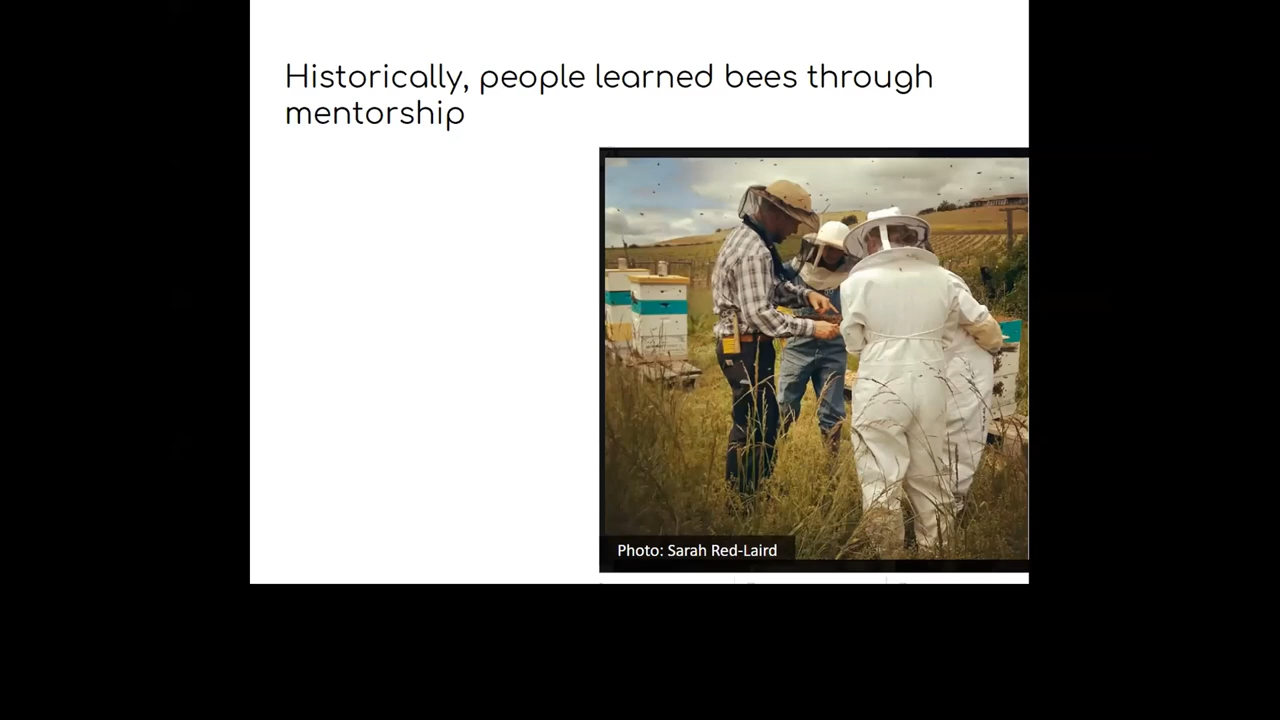 Historically, people learned bees through
mentorship
Photo: Sarah Red-Laird